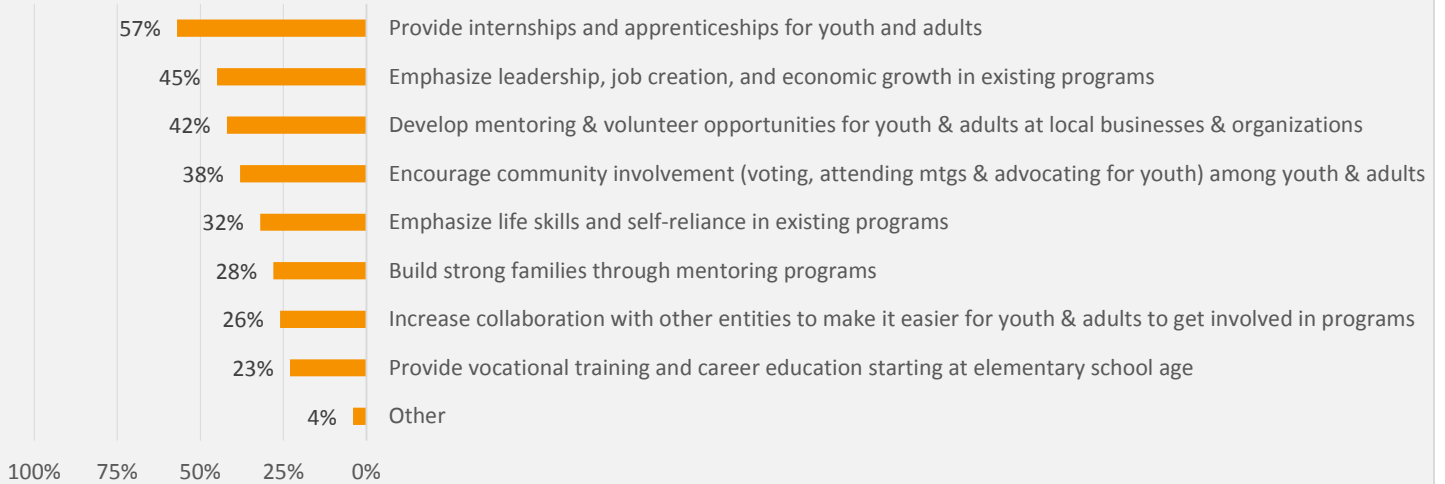 57% Provide internships and apprenticeships for youth and adults
45% Emphasize leadership, job creation, and economic growth in existing programs
42% Develop mentoring & volunteer opportunities for youth & adults at local businesses & organizations
38% Encourage community involvement (voting, attending mtgs & advocating for youth) among youth & adults
32% Emphasize life skills and self-reliance in existing programs
28% Build strong families through mentoring programs
26% Increase collaboration with other entities to make it easier for youth & adults to get involved in programs
23% Provide vocational training and career education starting at elementary school age
4% Other
100% 75% 50% 25% 0%